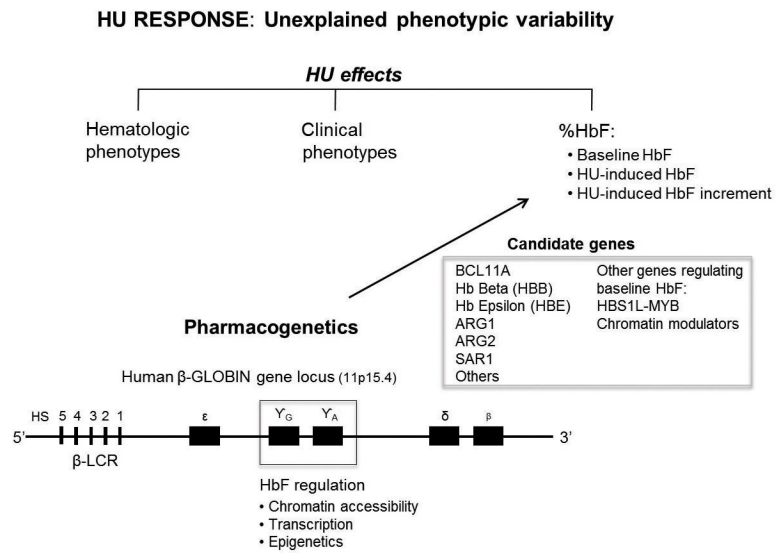 HU RESPONSE: Unexplained phenotypic variability
HU effects
Hematologic
phenotypes
Clinical
phenotypes
%HbF:
• Baseline HbF
• HU-induced HbF
• HU-induced HbF increment
Candidate genes
BCL11A
Hb Beta (HBB)
Hb Epsilon (HBE)
ARG1
ARG2
SAR1
Others
Other genes regulating
baseline HbF:
HBS1L-MYB
Chromatin modulators
Pharmacogenetics
Human β-GLOBIN gene locus (11p15.4)
HS 5 4 3 2 1 ε ϒG ϒA δ β
5’ 3’
β-LCR
HbF regulation
• Chromatin accessibility
• Transcription
• Epigenetics